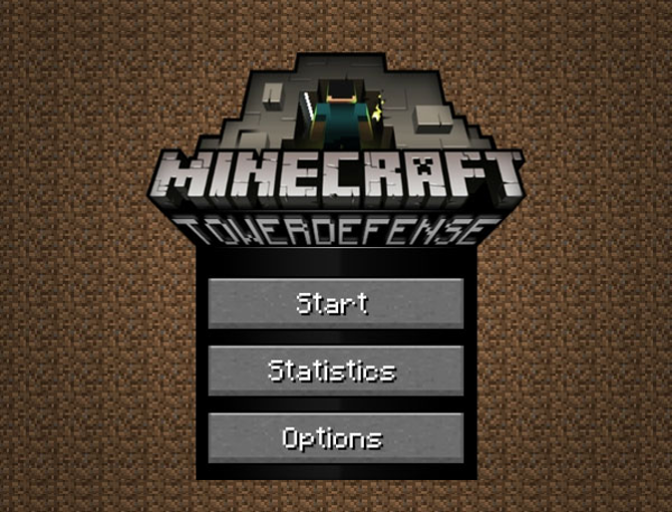 MINECRAFT
TOWERDEFENSE
Start
Statistics
Options